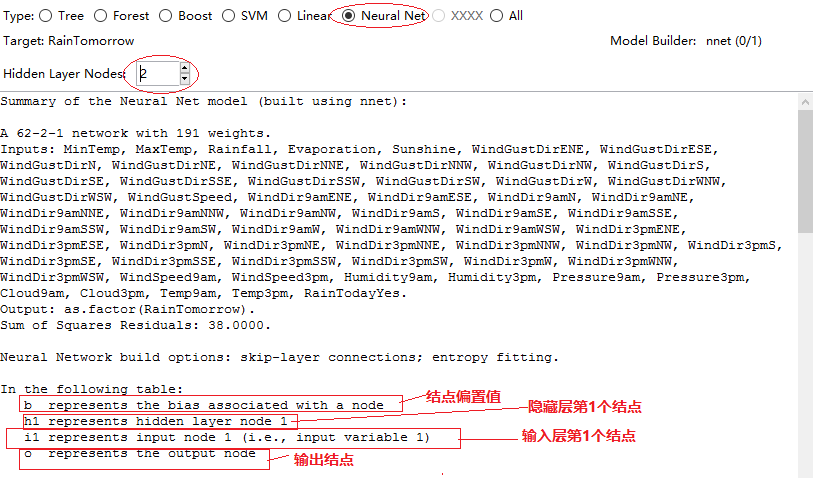 Type: Tree Forest Boost SVM Linear Neural Net XXXX All
Target: RainTomorrow Model Builder: nnet (0/1)
Hidden Layer Nodes: 2
Summary of the Neural Net model (built using nnet):
A 62-2-1 network with 191 weights.
Inputs: MinTemp, MaxTemp, Rainfall, Evaporation, Sunshine, WindGustDirENE, WindGustDirESE,
WindGustDirN, WindGustDirNE, WindGustDirNNE, WindGustDirNNW, WindGustDirNW, WindGustDirS,
WindGustDirSE, WindGustDirSSE, WindGustDirSSW, WindGustDirSW, WindGustDirW, WindGustDirWNW,
WindGustDirWSW, WindGustSpeed, WindDir9amENE, WindDir9amESE, WindDir9amN, WindDir9amNE,
WindDir9amNNE, WindDir9amNNW, WindDir9amNW, WindDir9amS, WindDir9amSE, WindDir9amSSE,
WindDir9amSSW, WindDir9amSW, WindDir9amW, WindDir9amWNW, WindDir9amWSW, WindDir3pmENE,
WindDir3pmESE, WindDir3pmN, WindDir3pmNE, WindDir3pmNNE, WindDir3pmNNW, WindDir3pmNW, WindDir3pmS,
WindDir3pmSE, WindDir3pmSSE, WindDir3pmSSW, WindDir3pmSW, WindDir3pmW, WindDir3pmWNW,
WindDir3pmWSW, WindSpeed9am, WindSpeed3pm, Humidity9am, Humidity3pm, Pressure9am, Pressure3pm,
Cloud9am, Cloud3pm, Temp9am, Temp3pm, RainTodayYes.
Output: as.factor(RainTomorrow).
Sum of Squares Residuals: 38.0000.
Neural Network build options: skip-layer connections; entropy fitting.
In the following table:
b represents the bias associated with a node 结点偏置值
h1 represents hidden layer node 1 隐藏层第1个结点
i1 represents input node 1 (i.e., input variable 1) 输入层第1个结点
o represents the output node 输出结点